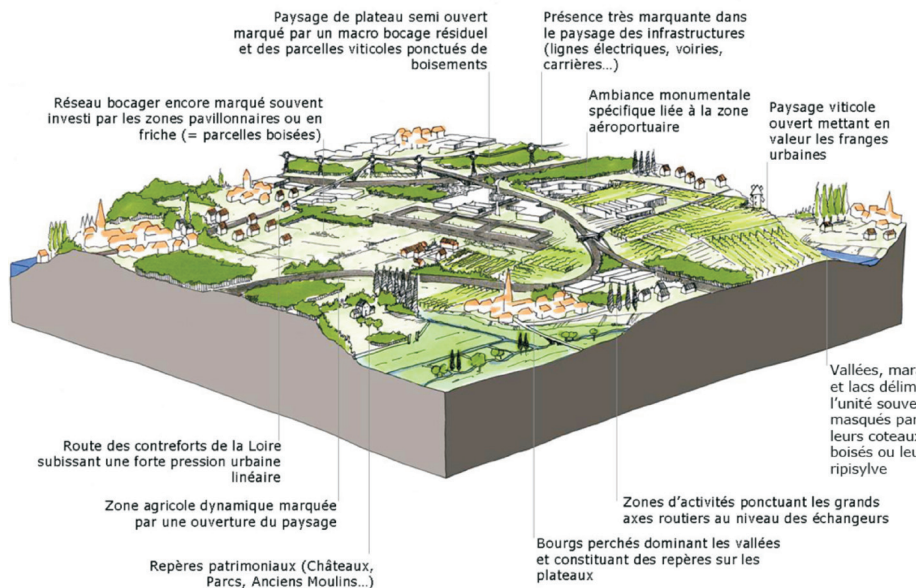 Paysage de plateau semi ouvert
marqué par un macro bocage résiduel
et des parcelles viticoles ponctués de
boisements
Présence très marquante dans
le paysage des infrastructures
(lignes électriques, voiries,
carrières...)
Réseau bocager encore marqué souvent
investi par les zones pavillonnaires ou en
friche (= parcelles boisées)
Ambiance monumentale
spécifique liée à la zone
aéroportuaire
Paysage viticole
ouvert mettant en
valeur les franges
urbaines
Vallées, mar
et lacs délim
l'unité souve
masqués par
leurs coteaux
boisés ou leu
ripisylve
Route des contreforts de la Loire
subissant une forte pression urbaine
linéaire
Zone agricole dynamique marquée
par une ouverture du paysage
Repères patrimoniaux (Châteaux,
Parcs, Anciens Moulins...)
Zones d'activités ponctuant les grands
axes routiers au niveau des échangeurs
Bourgs perchés dominant les vallées
et constituant des repères sur les
plateaux